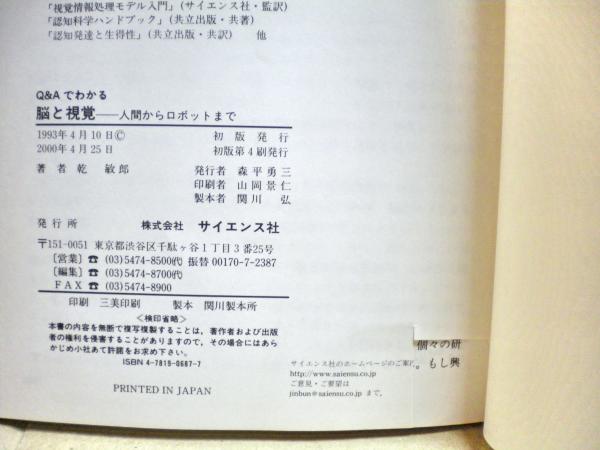 「視覚情報処理モデル入門」(サイエンス社・監訳)
「認知科学ハンドブック」(共立出版・共著)
「認知発達と生得性」(共立出版・共訳) 他
Q&Aでわかる
脳と視覚――人間からロボットまで
1993年4月10日© 初版発行
2000年4月25日 初版第4刷発行
著者 乾敏郎 発行者 森平勇三
印刷者 山岡景仁
製本者 関川弘
発行所 株式会社 サイエンス社
〒151-0051 東京都渋谷区千駄ヶ谷1丁目3番25号
[営業] ☎ (03)5474-8500代 振替 00170-7-2387
[編集] ☎ (03)5474-8700代
FAX ☎ (03)5474-8900
印刷 三美印刷 製本 関川製本所
<検印省略>
本書の内容を無断で複写複製することは，著作者および出版
者の権利を侵害することがありますので，その場合にはあら
かじめ小社あて許諾をお求め下さい。
ISBN 4-7819-0687-7
PRINTED IN JAPAN
サイエンス社のホームページのご案内
http://www.saiensu.co.jp
ご意見・ご要望は
jinbun@saiensu.co.jp まで。
個々の研
。もし興